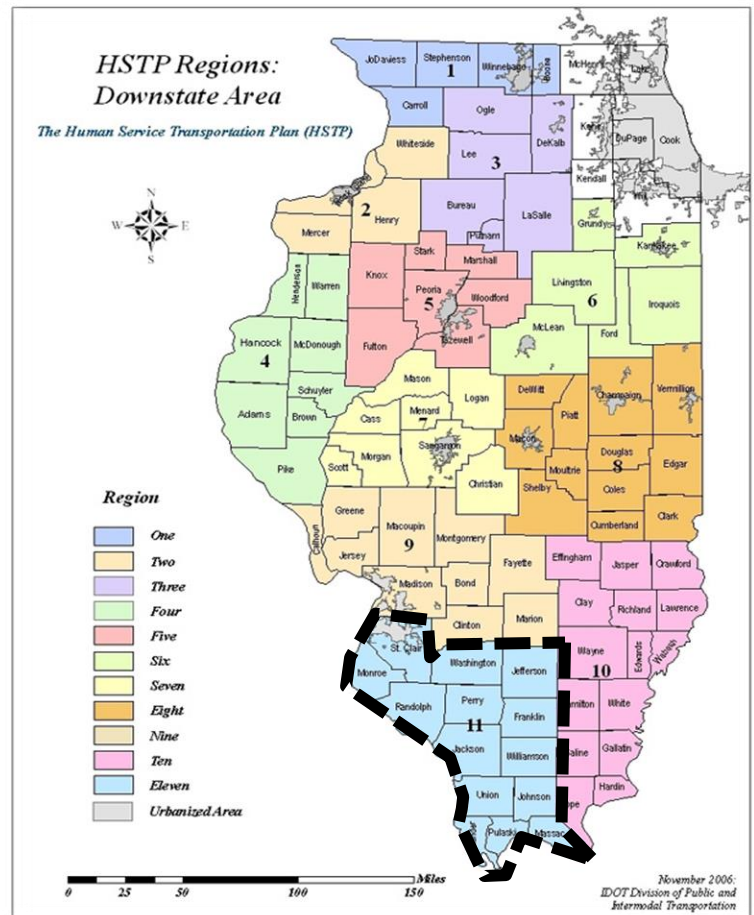 HSTP Regions:
Downstate Area
The Human Service Transportation Plan (HSTP)
JoDaviess
Stephenson
Winnebago
Boone
McHenry
Lake
1
Carroll
Ogle
DeKalb
Kane
DuPage
Cook
Whiteside
Lee
3
Kendall
Will
N
W
E
S
2
Henry
Bureau
LaSalle
Grundy
Mercer
Putnam
Kankakee
Stark
Marshall
Henderson
Warren
Knox
Peoria
5
Woodford
Livingston
6
Iroquois
Hancock
McDonough
Fulton
Tazewell
McLean
Ford
4
Mason
Schuyler
Logan
DeWitt
Champaign
Vermillion
Adams
Brown
Cass
Menard
7
Piatt
Macon
Sangamon
Pike
Scott
Morgan
Christian
Moultrie
Douglas
8
Edgar
Shelby
Coles
Region
Greene
Macoupin
Montgomery
Cumberland
Clark
Calhoun
Jersey
9
Fayette
Effingham
Jasper
Crawford
One
Two
Three
Four
Five
Six
Seven
Eight
Nine
Ten
Eleven
Urbanized Area
Madison
Bond
Clay
Richland
Lawrence
Clinton
Marion
St. Clair
Washington
Jefferson
Wayne
Edwards
Wabash
10
Monroe
Randolph
Perry
Franklin
milton
White
11
Jackson
Williamson
aline
Gallatin
Union
Johnson
ope
Hardin
Pulaski
Massac
Miles
0 25 50 100 150
November 2006:
IDOT Division of Public and
Intermodal Transportation